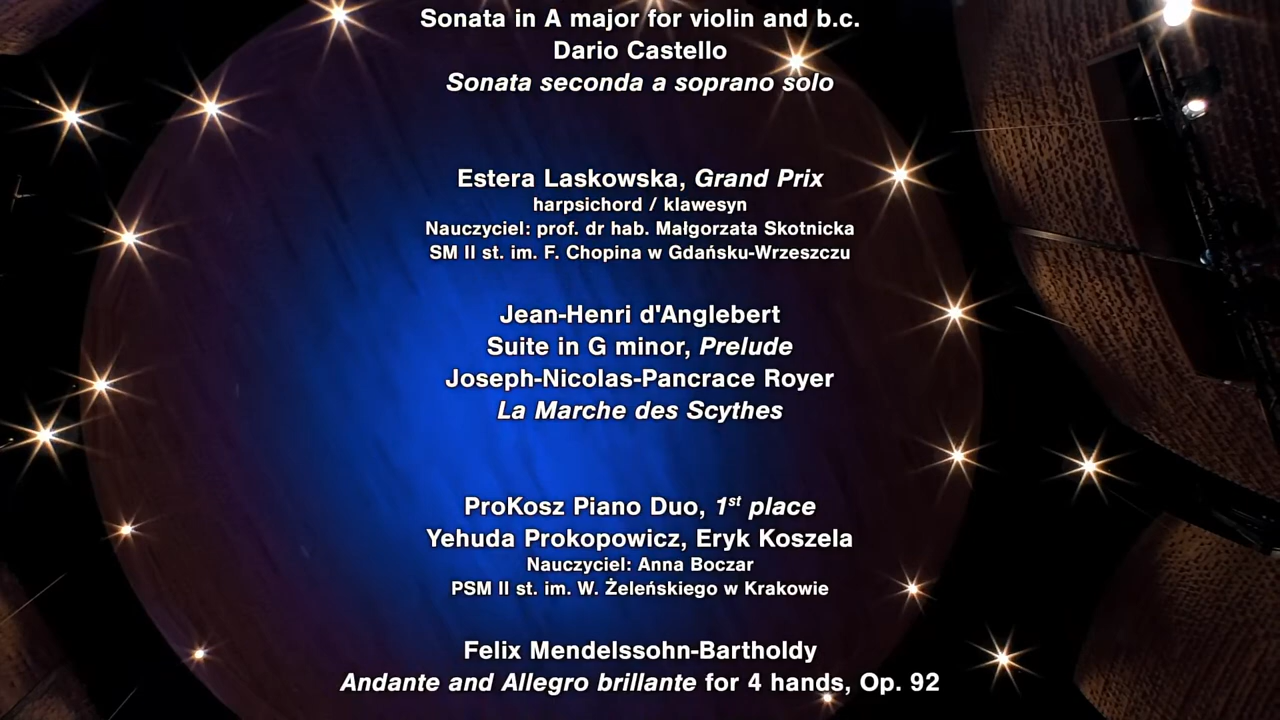 Sonata in A major for violin and b.c.
Dario Castello
Sonata seconda a soprano solo
Estera Laskowska, Grand Prix
harpsichord / klawesyn
Nauczyciel: prof. dr hab. Małgorzata Skotnicka
SM II st. im. F. Chopina w Gdańsku-Wrzeszczu
Jean-Henri d'Anglebert
Suite in G minor, Prelude
Joseph-Nicolas-Pancrace Royer
La Marche des Scythes
ProKosz Piano Duo, 1st place
Yehuda Prokopowicz, Eryk Koszela
Nauczyciel: Anna Boczar
PSM II st. im. W. Żeleńskiego w Krakowie
Felix Mendelssohn-Bartholdy
Andante and Allegro brillante for 4 hands, Op. 92